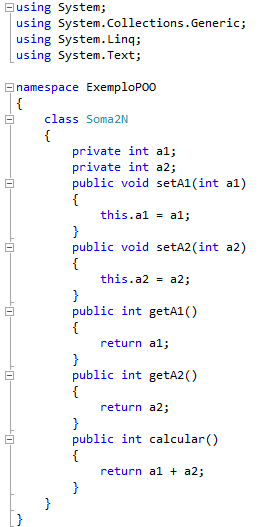 using System;
using System.Collections.Generic;
using System.Linq;
using System.Text;

namespace ExemploPOO
{
    class Soma2N
    {
        private int a1;
        private int a2;
        public void setA1(int a1)
        {
            this.a1 = a1;
        }
        public void setA2(int a2)
        {
            this.a2 = a2;
        }
        public int getA1()
        {
            return a1;
        }
        public int getA2()
        {
            return a2;
        }
        public int calcular()
        {
            return a1 + a2;
        }
    }
}